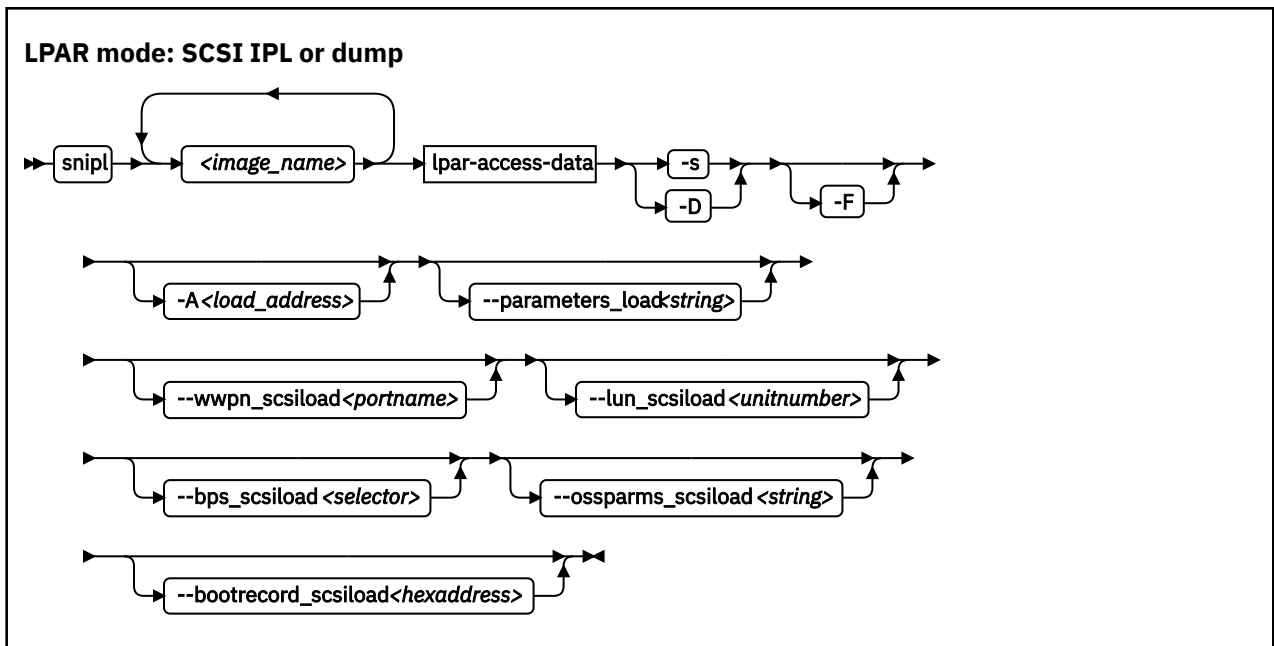 LPAR mode: SCSI IPL or dump
snipl <image_name> lpar-access-data -s
-D -F
-A <load_address> --parameters_load <string>
--wwpn_scsiload <portname> --lun_scsiload <unitnumber>
--bps_scsiload <selector> --ossparms_scsiload <string>
--bootrecord_scsiload <hexaddress>